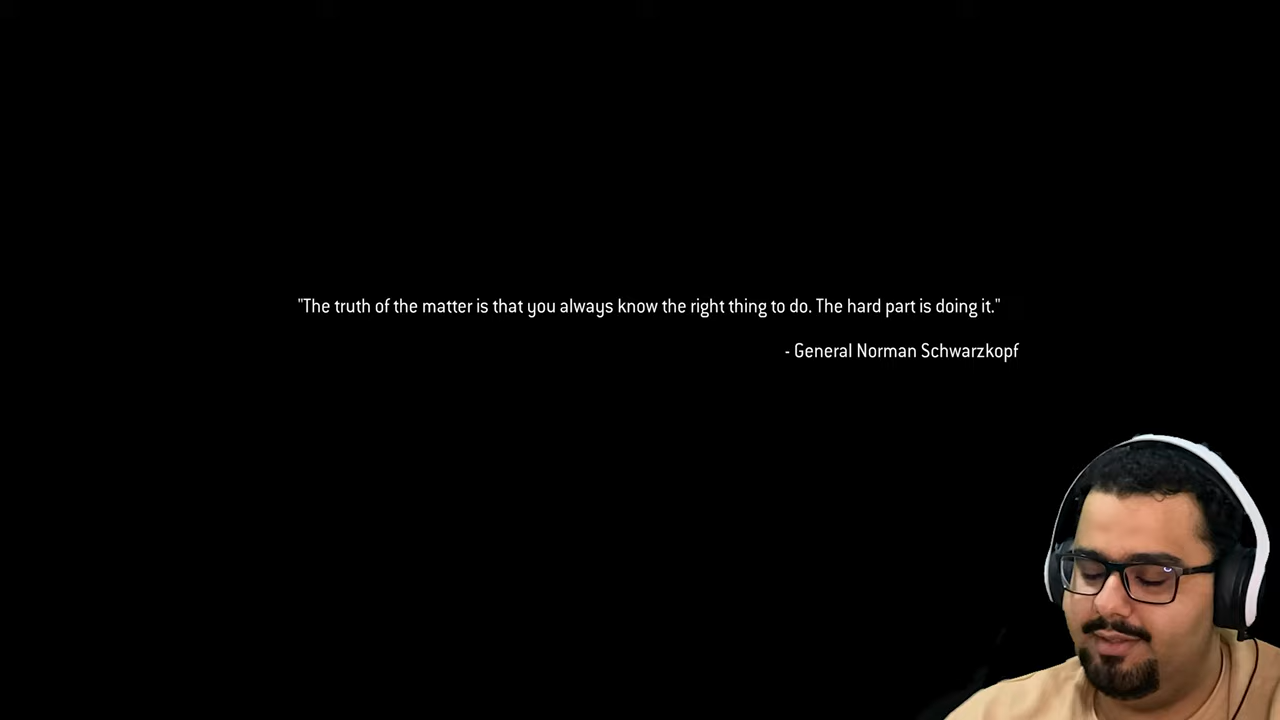 "The truth of the matter is that you always know the right thing to do. The hard part is doing it."
- General Norman Schwarzkopf